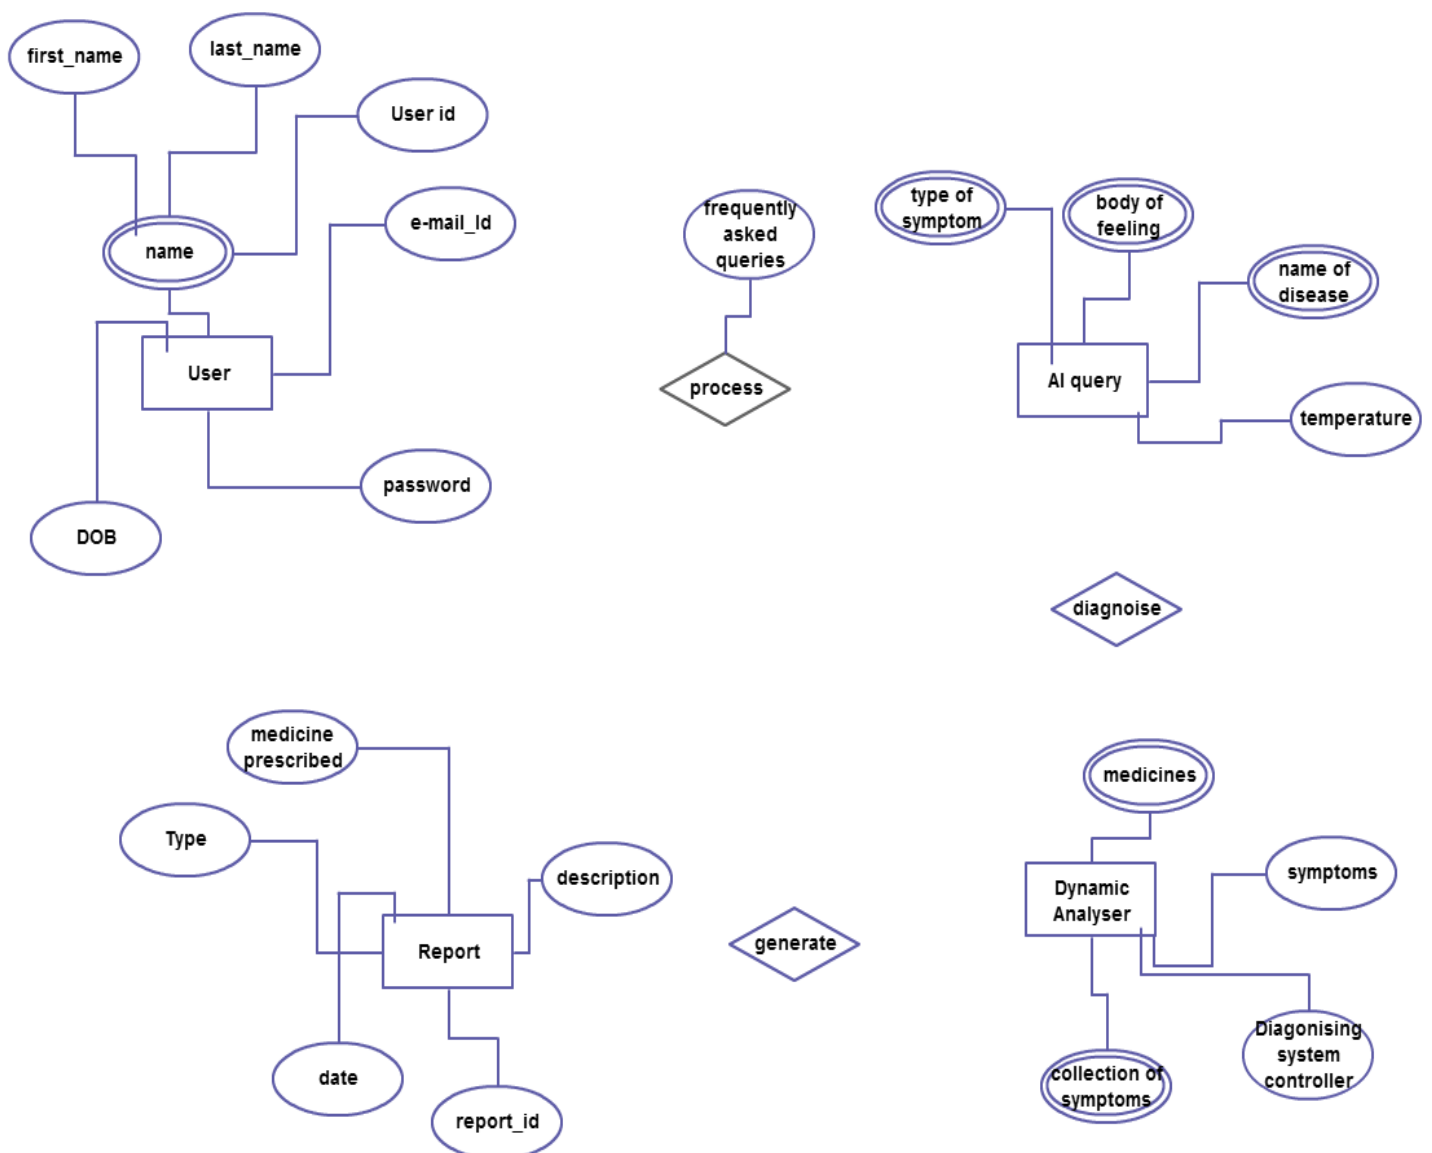 first_name
last_name
User id
e-mail_Id
name
User
password
DOB
frequently
asked
queries
process
type of
symptom
body of
feeling
name of
disease
AI query
temperature
diagnoise
medicine
prescribed
Type
description
Report
date
report_id
generate
medicines
Dynamic
Analyser
symptoms
Diagonising
system
controller
collection of
symptoms